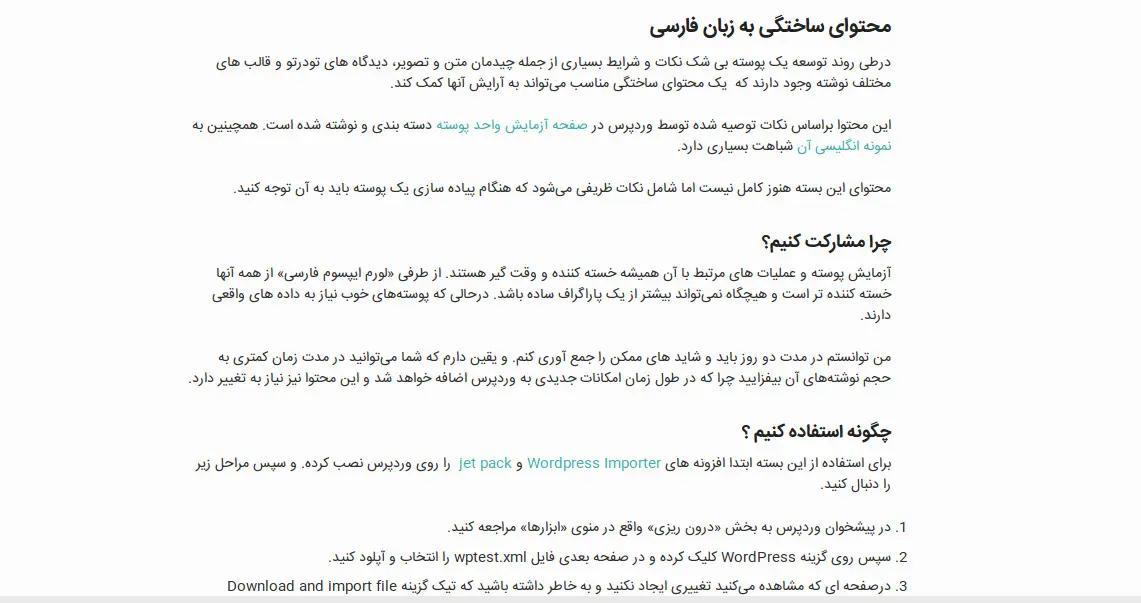 محتوای ساختگی به زبان فارسی
درطی روند توسعه یک پوسته بی شک نکات و شرایط بسیاری از جمله چیدمان متن و تصویر، دیدگاه های تودرتو و قالب های
مختلف نوشته وجود دارند که یک محتوای ساختگی مناسب می‌تواند به آرایش آنها کمک کند.
این محتوا براساس نکات توصیه شده توسط وردپرس در صفحه آزمایش واحد پوسته دسته بندی و نوشته شده است. همچینین به
نمونه انگلیسی آن شباهت بسیاری دارد.
محتوای این بسته هنوز کامل نیست اما شامل نکات ظریفی می‌شود که هنگام پیاده سازی یک پوسته باید به آن توجه کنید.
چرا مشارکت کنیم؟
آزمایش پوسته و عملیات های مرتبط با آن همیشه خسته کننده و وقت گیر هستند. از طرفی «لورم ایپسوم فارسی» از همه آنها
خسته کننده تر است و هیچگاه نمی‌تواند بیشتر از یک پاراگراف ساده باشد. درحالی که پوسته‌های خوب نیاز به داده های واقعی
دارند.
من توانستم در مدت دو روز باید و شاید های ممکن را جمع آوری کنم. و یقین دارم که شما می‌توانید در مدت زمان کمتری به
حجم نوشته‌های آن بیفزایید چرا که در طول زمان امکانات جدیدی به وردپرس اضافه خواهد شد و این محتوا نیز نیاز به تغییر دارد.
چگونه استفاده کنیم ؟
برای استفاده از این بسته ابتدا افزونه های Wordpress Importer و jet pack را روی وردپرس نصب کرده. و سپس مراحل زیر
را دنبال کنید.
1. در پیشخوان وردپرس به بخش «درون ریزی» واقع در منوی «ابزارها» مراجعه کنید.
2. سپس روی گزینه WordPress کلیک کرده و در صفحه بعدی فایل wptest.xml را انتخاب و آپلود کنید.
3. درصفحه ای که مشاهده می‌کنید تغییری ایجاد نکنید و به خاطر داشته باشید که تیک گزینه Download and import file